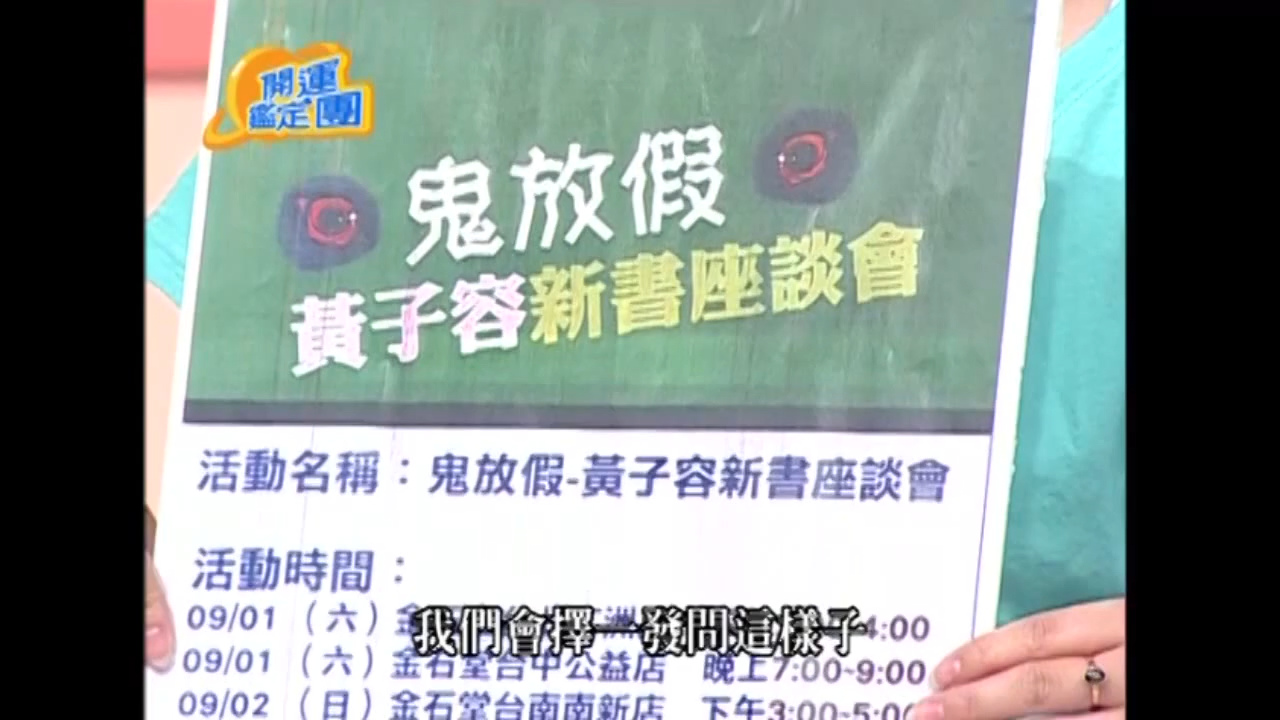 開運
鑑定團
鬼放假
黃子容新書座談會
活動名稱：鬼放假-黃子容新書座談會
活動時間：
09/01（六）金石 4:00
我們會擇一發問這樣子
09/01（六）金石堂台中公益店 晚上7:00~9:00
09/02（日）金石堂台南南新店 下午3:00~5:00